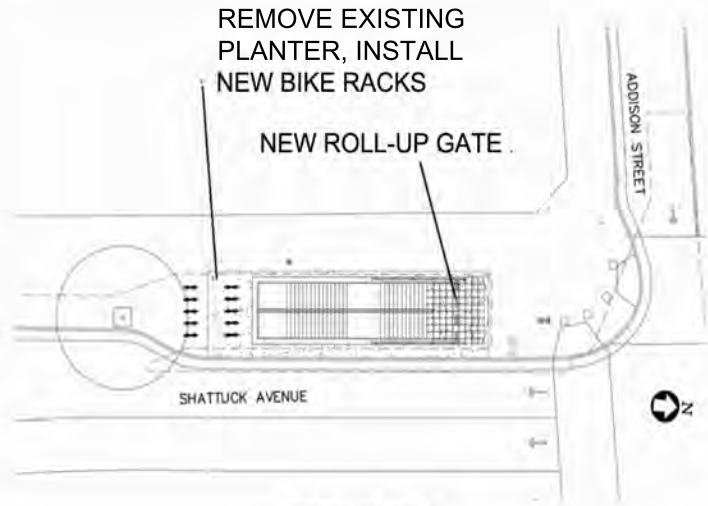 REMOVE EXISTING
PLANTER, INSTALL
NEW BIKE RACKS
NEW ROLL-UP GATE
ADDISON STREET
SHATTUCK AVENUE
N